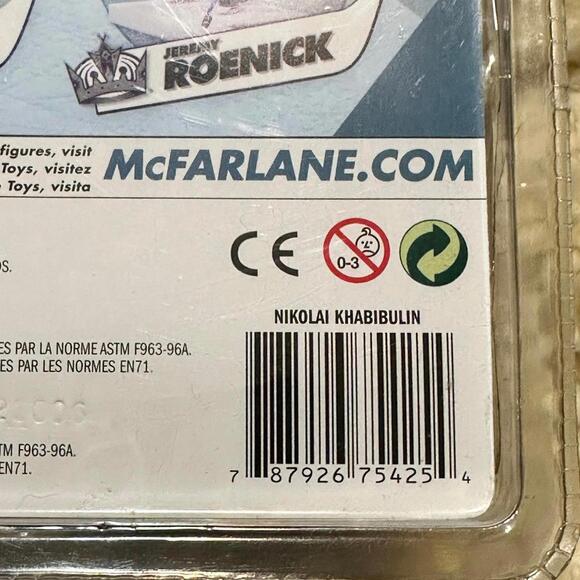 JEREMY
ROENICK
figures, visit
Toys, visitez
Toys, visita
McFARLANE.COM
OS.
CE
0-3
NIKOLAI KHABIBULIN
ES PAR LA NORME ASTM F963-96A.
ES PAR LES NORMES EN71.
TM F963-96A.
EN71.
7 87926 75425 4